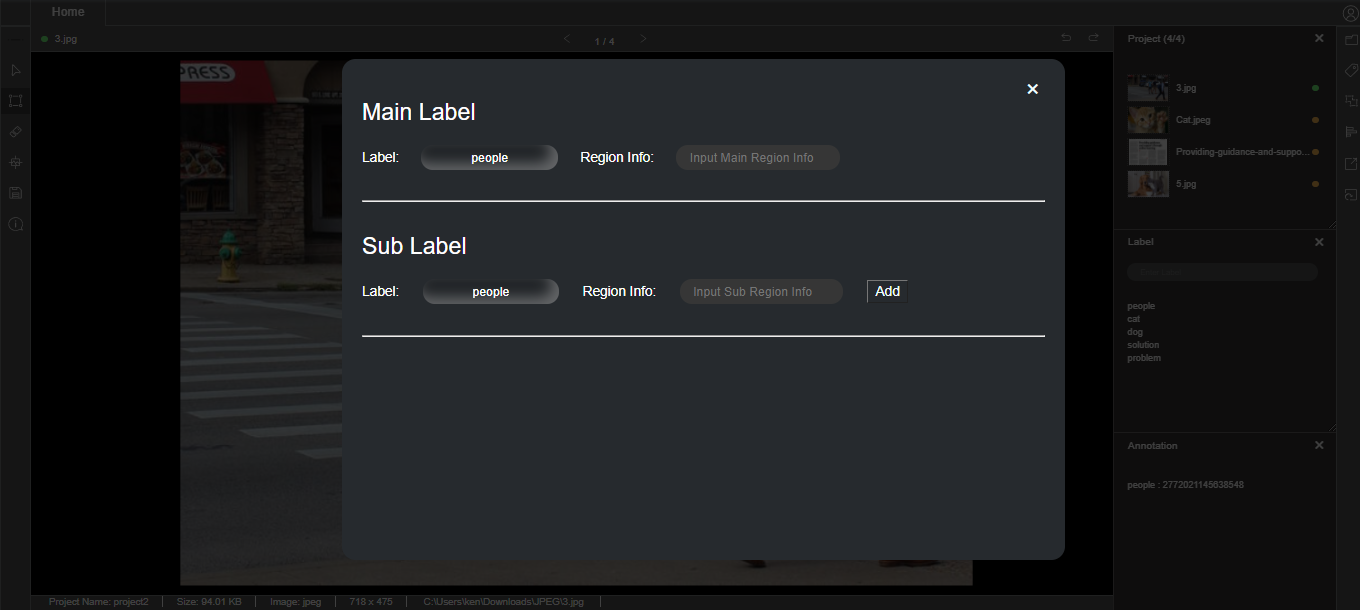 Home
3.jpg
1 / 4
Project (4/4)
3.jpg
Cat.jpeg
Providing-guidance-and-suppo...
5.jpg
PRESS
Main Label
Label: people Region Info: Input Main Region Info
Sub Label
Label: people Region Info: Input Sub Region Info Add
Label
people
cat
dog
solution
problem
Annotation
people : 2772021145638548
Project Name: project2 Size: 94.01 KB Image: jpeg 718 x 475 C:\Users\ken\Downloads\JPEG\3.jpg